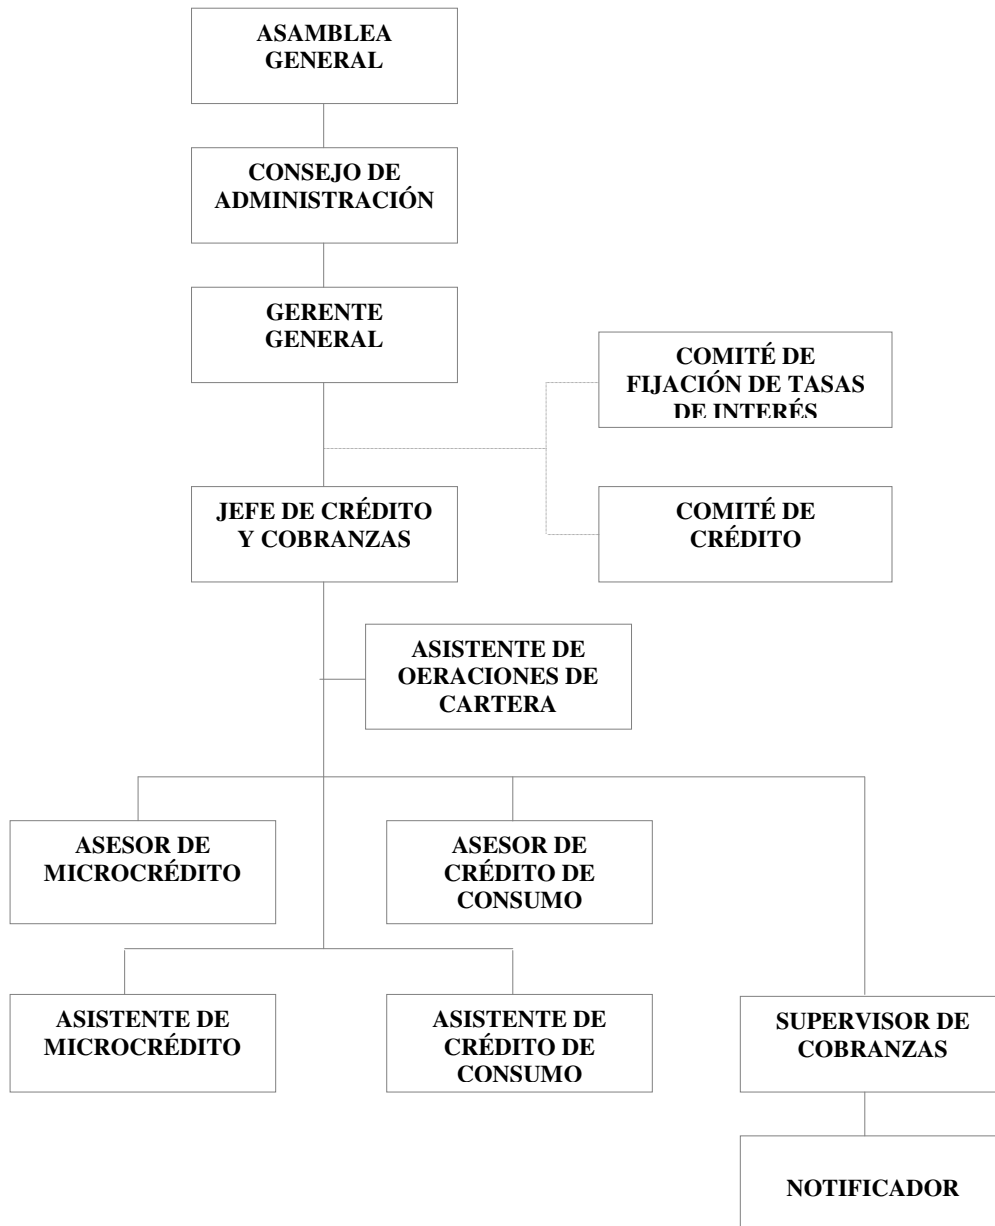 ASAMBLEA
GENERAL
CONSEJO DE
ADMINISTRACIÓN
GERENTE
GENERAL
COMITÉ DE
FIJACIÓN DE TASAS
DE INTERÉS
JEFE DE CRÉDITO
Y COBRANZAS
COMITÉ DE
CRÉDITO
ASISTENTE DE
OERACIONES DE
CARTERA
ASESOR DE
MICROCRÉDITO
ASESOR DE
CRÉDITO DE
CONSUMO
ASISTENTE DE
MICROCRÉDITO
ASISTENTE DE
CRÉDITO DE
CONSUMO
SUPERVISOR DE
COBRANZAS
NOTIFICADOR